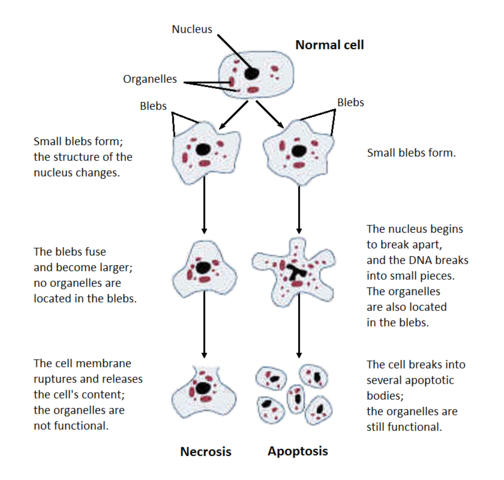 Nucleus
Normal cell
Organelles
Blebs
Blebs
Small blebs form;
the structure of the
nucleus changes.
Small blebs form.
The blebs fuse
and become larger;
no organelles are
located in the blebs.
The nucleus begins
to break apart,
and the DNA breaks
into small pieces.
The organelles
are also located
in the blebs.
The cell membrane
ruptures and releases
the cell's content;
the organelles are
not functional.
The cell breaks into
several apoptotic
bodies;
the organelles are
still functional.
Necrosis
Apoptosis